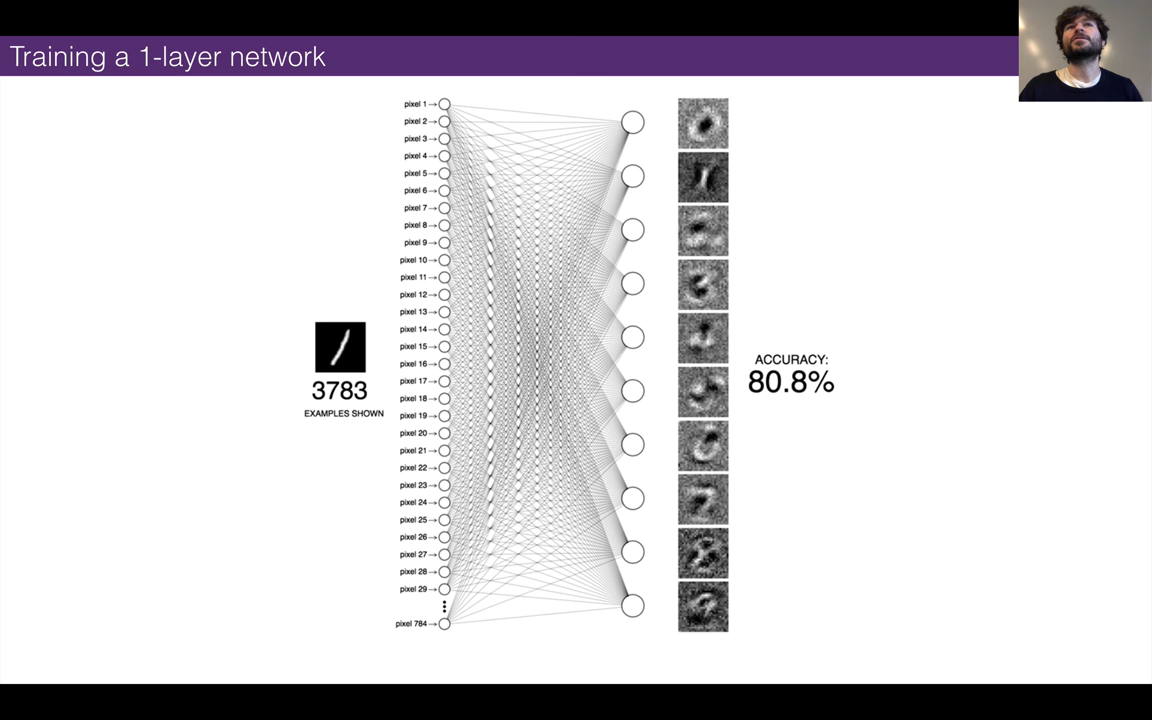 Training a 1-layer network
pixel 1
pixel 2
pixel 3
pixel 4
pixel 5
pixel 6
pixel 7
pixel 8
pixel 9
pixel 10
pixel 11
pixel 12
pixel 13
pixel 14
pixel 15
pixel 16
pixel 17
pixel 18
pixel 19
pixel 20
pixel 21
pixel 22
pixel 23
pixel 24
pixel 25
pixel 26
pixel 27
pixel 28
pixel 29
pixel 784
3783
EXAMPLES SHOWN
ACCURACY:
80.8%